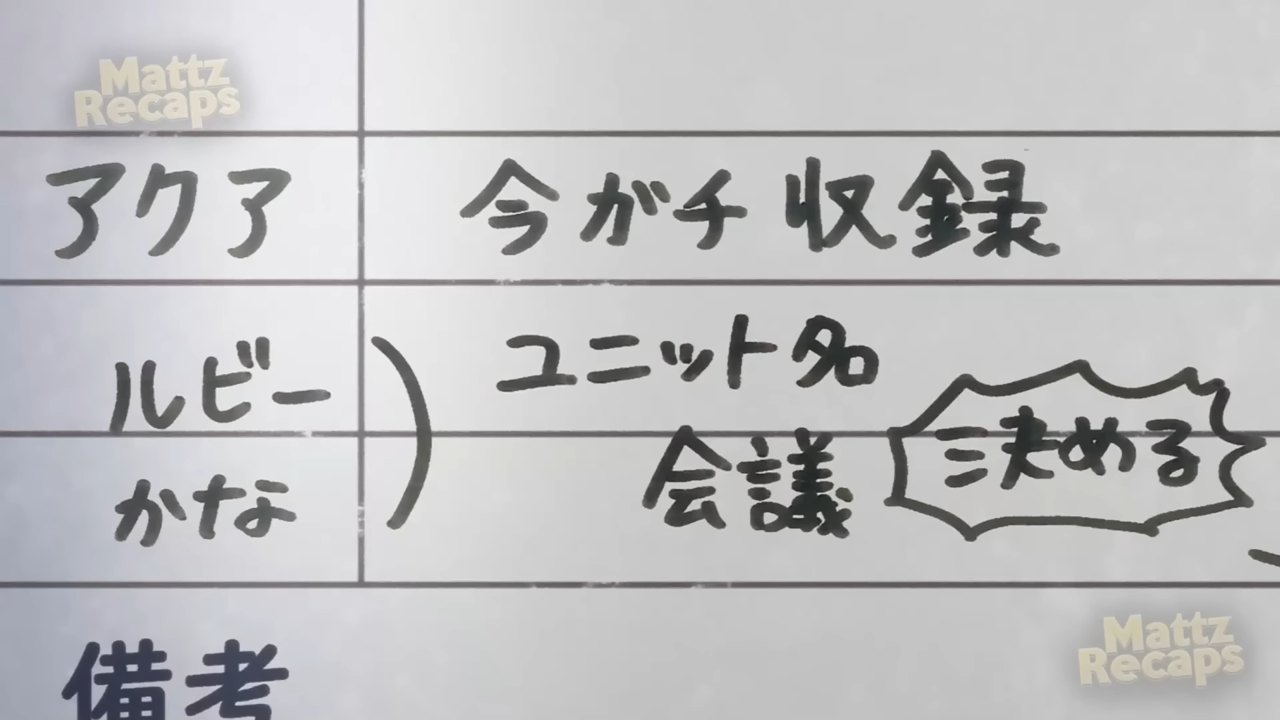 Mattz
Recaps
アクア 今ガチ 収録
ルビー ユニット名
かな 会議 決める
備考
Mattz
Recaps